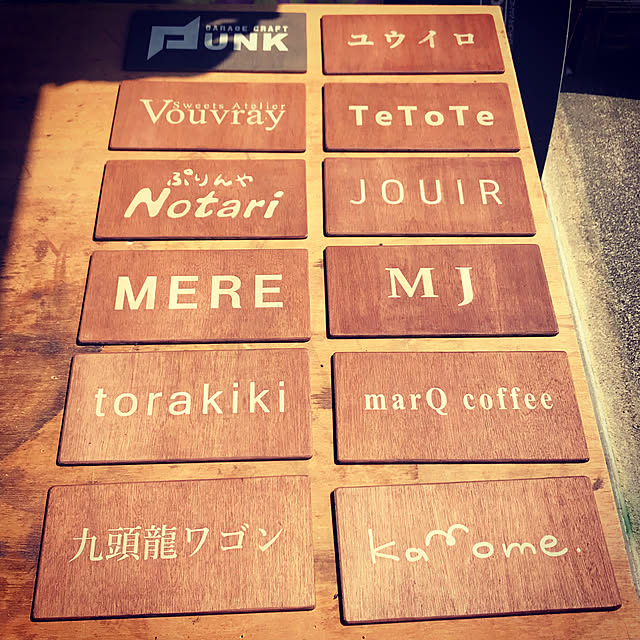 GARAGE CRAFT
PUNK
ユウイロ
Sweets Atelier
Vouvray
TeToTe
ぷりんや
Notari
JOUIR
MERE
MJ
torakiki
marQ coffee
九頭龍ワゴン
kamome.